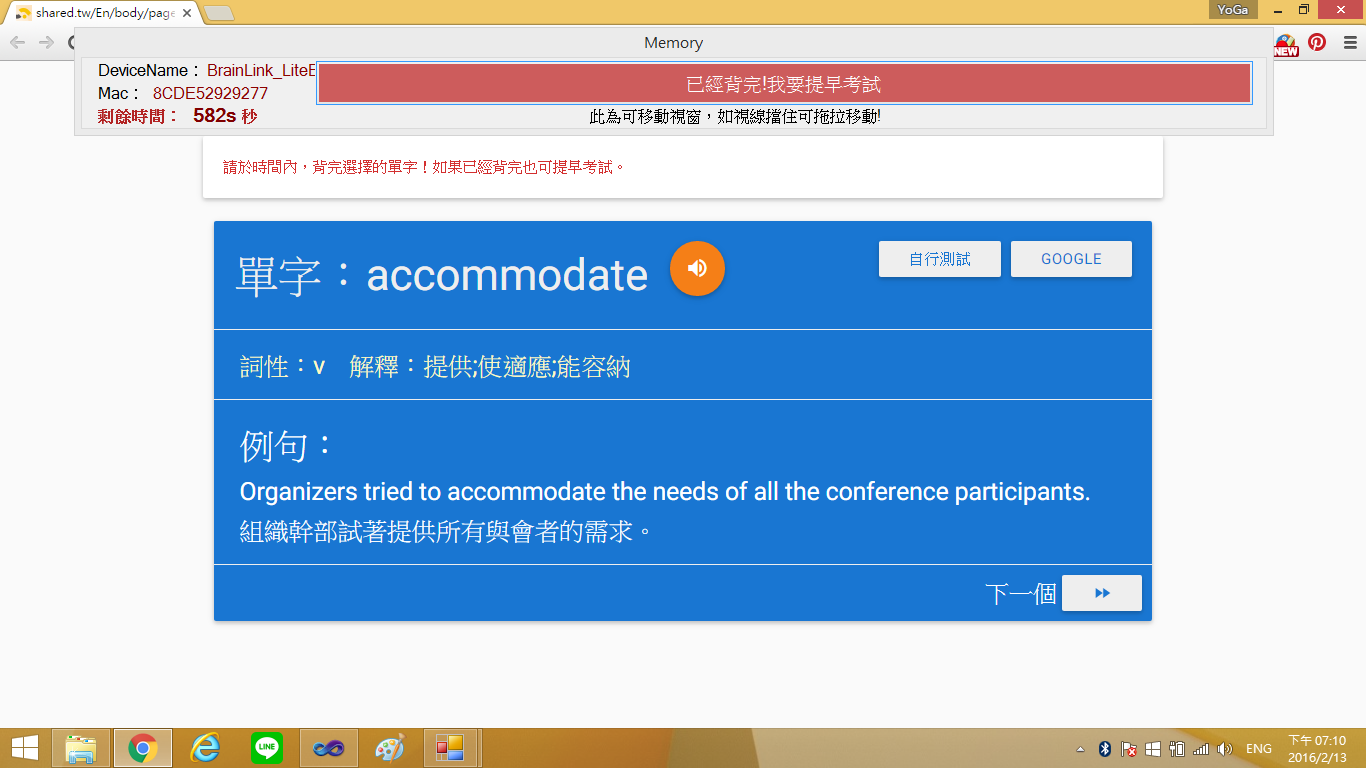 shared.tw/En/body/page
YoGa
Memory
DeviceName： BrainLink_LiteE
Mac： 8CDE52929277
剩餘時間： 582s 秒
已經背完!我要提早考試
此為可移動視窗，如視線擋住可拖拉移動!
NEW
請於時間內，背完選擇的單字！如果已經背完也可提早考試。
單字：accommodate
自行測試
GOOGLE
詞性：v 解釋：提供;使適應;能容納
例句：
Organizers tried to accommodate the needs of all the conference participants.
組織幹部試著提供所有與會者的需求。
下一個
LINE
ENG
下午 07:10
2016/2/13